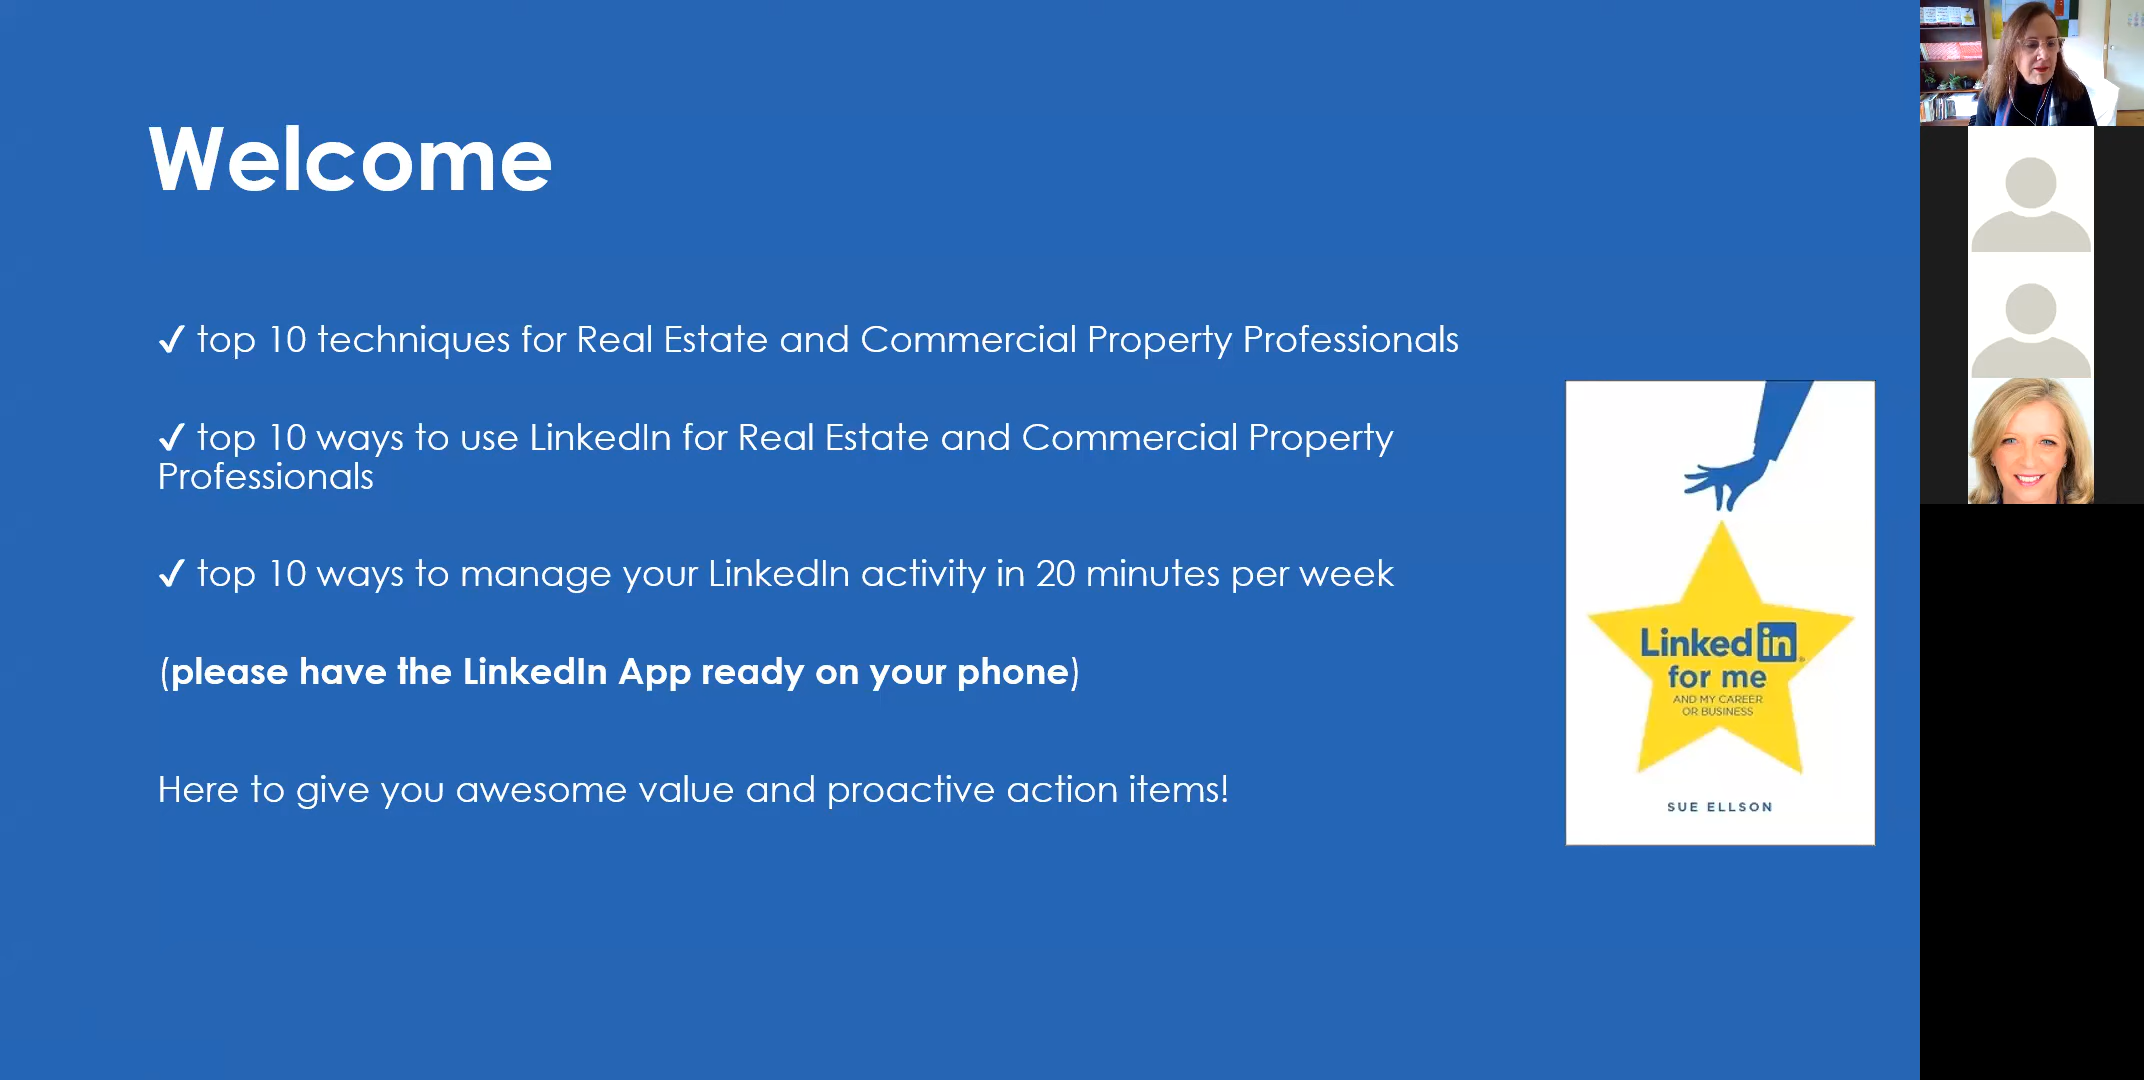 Welcome
✓ top 10 techniques for Real Estate and Commercial Property Professionals
✓ top 10 ways to use LinkedIn for Real Estate and Commercial Property
Professionals
✓ top 10 ways to manage your LinkedIn activity in 20 minutes per week
(please have the LinkedIn App ready on your phone)
Here to give you awesome value and proactive action items!
Linked in
for me
AND MY CAREER
OR BUSINESS
SUE ELLSON